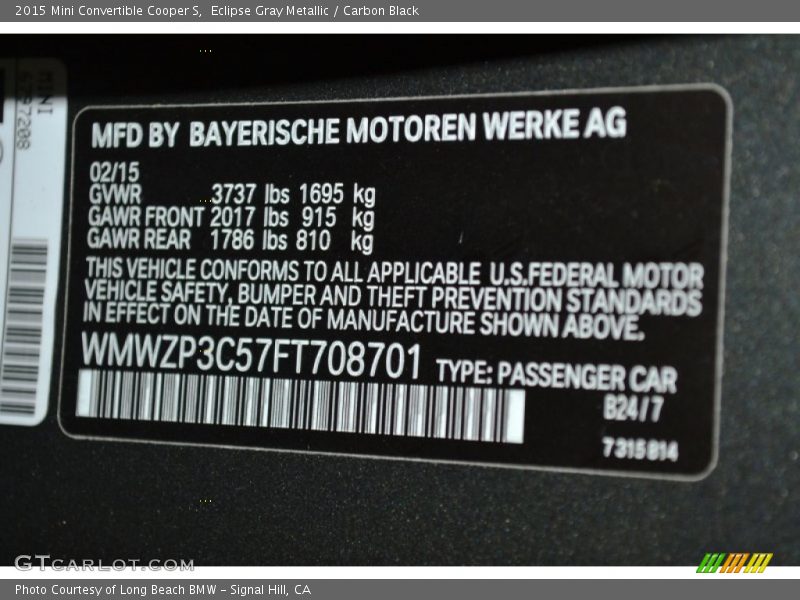 2015 Mini Convertible Cooper S, Eclipse Gray Metallic / Carbon Black
MINI
MFD BY BAYERISCHE MOTOREN WERKE AG
02/15
GVWR 3737 lbs 1695 kg
GAWR FRONT 2017 lbs 915 kg
GAWR REAR 1786 lbs 810 kg
THIS VEHICLE CONFORMS TO ALL APPLICABLE U.S.FEDERAL MOTOR
VEHICLE SAFETY, BUMPER AND THEFT PREVENTION STANDARDS
IN EFFECT ON THE DATE OF MANUFACTURE SHOWN ABOVE.
WMWZP3C57FT708701 TYPE: PASSENGER CAR
B24/7
7315814
GTcarlot.com
Photo Courtesy of Long Beach BMW – Signal Hill, CA